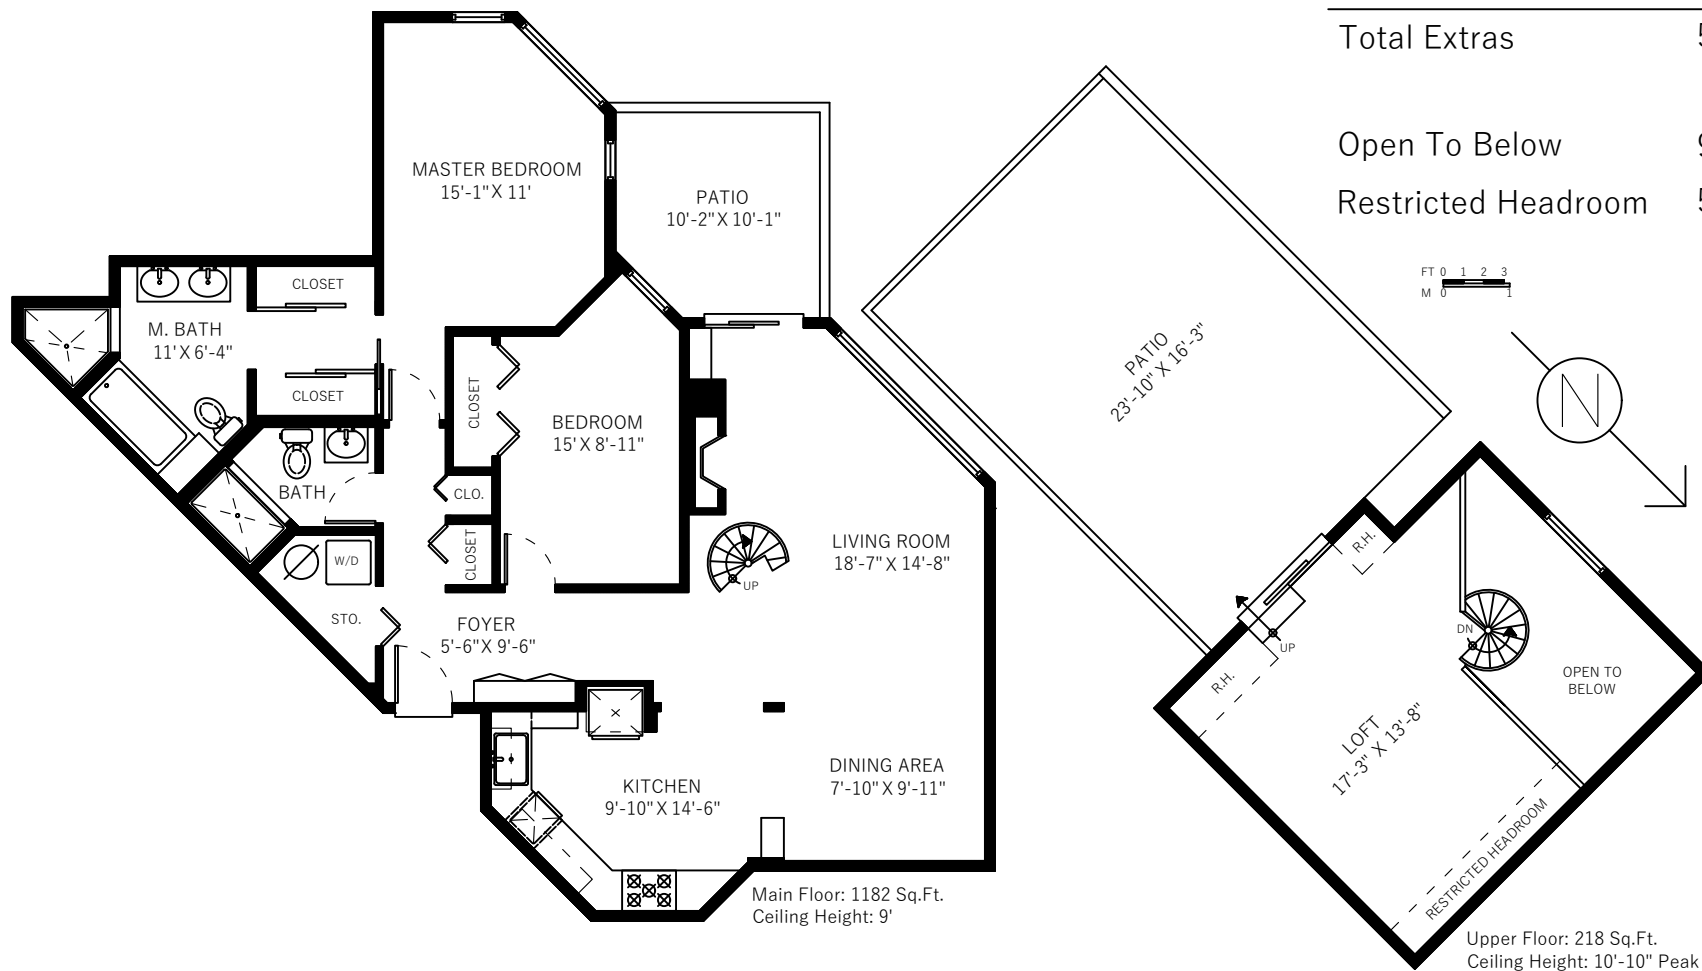 Total Extras
Open To Below
Restricted Headroom
FT 0 1 2 3
M 0 1
N
MASTER BEDROOM
15'-1" X 11'
PATIO
10'-2" X 10'-1"
CLOSET
M. BATH
11' X 6'-4"
CLOSET
CLOSET
BEDROOM
15' X 8'-11"
BATH
CLO.
CLOSET
W/D
STO.
FOYER
5'-6" X 9'-6"
UP
LIVING ROOM
18'-7" X 14'-8"
KITCHEN
9'-10" X 14'-6"
DINING AREA
7'-10" X 9'-11"
Main Floor: 1182 Sq.Ft.
Ceiling Height: 9'
PATIO
23'-10" X 16'-3"
R.H.
UP
R.H.
DN
OPEN TO
BELOW
LOFT
17'-3" X 13'-8"
RESTRICTED HEADROOM
Upper Floor: 218 Sq.Ft.
Ceiling Height: 10'-10" Peak